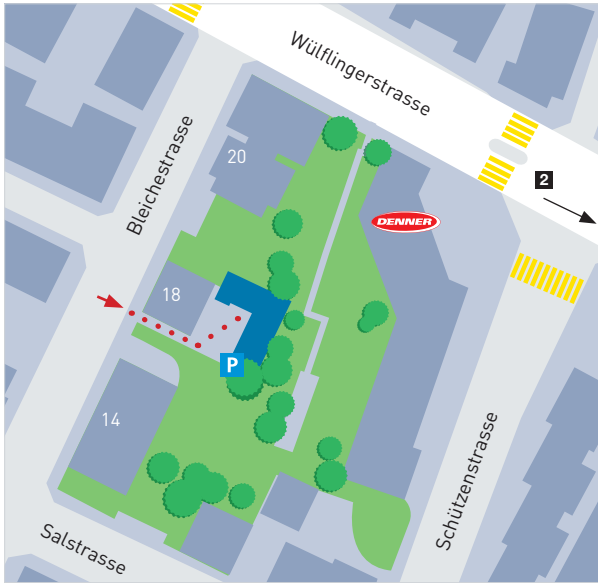 Wülflingerstrasse
Bleichestrasse
20
2
DENNER
18
P
14
Schützenstrasse
Salstrasse